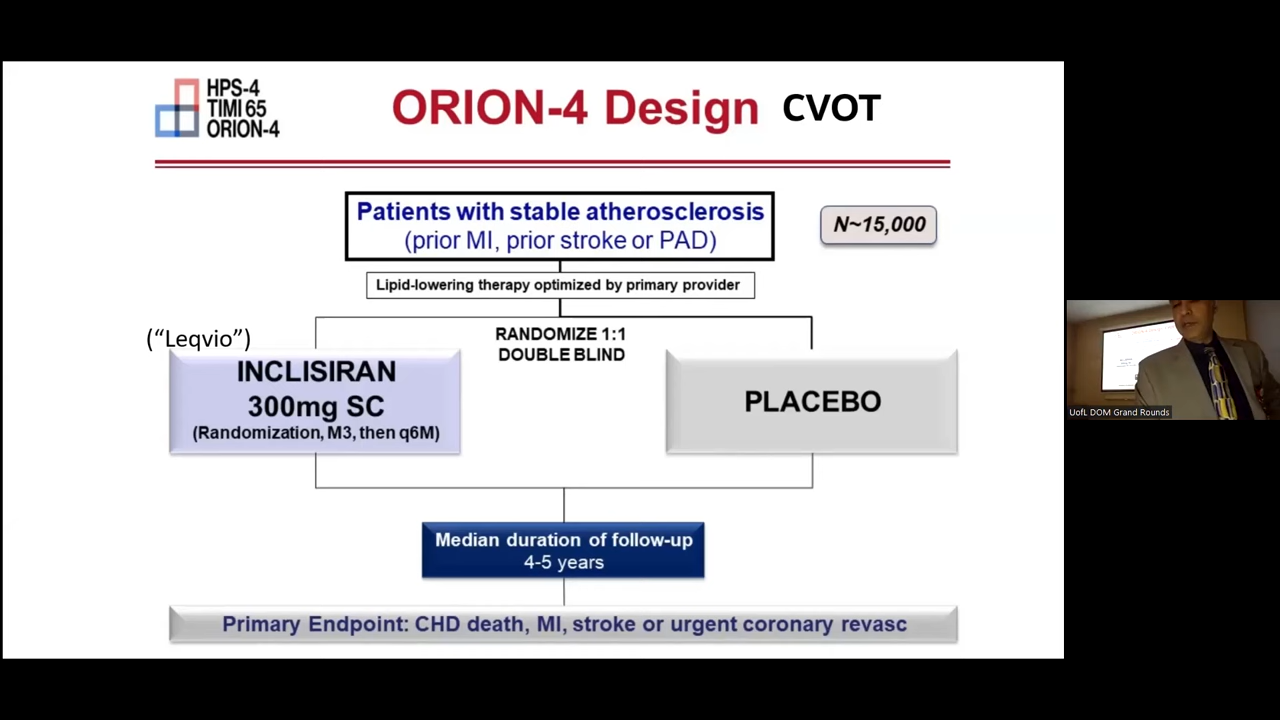 HPS-4
TIMI 65
ORION-4
ORION-4 Design CVOT
Patients with stable atherosclerosis
(prior MI, prior stroke or PAD)
N~15,000
Lipid-lowering therapy optimized by primary provider
RANDOMIZE 1:1
DOUBLE BLIND
("Leqvio")
INCLISIRAN
300mg SC
(Randomization, M3, then q6M)
PLACEBO
Median duration of follow-up
4-5 years
Primary Endpoint: CHD death, MI, stroke or urgent coronary revasc
UofL DOM Grand Rounds